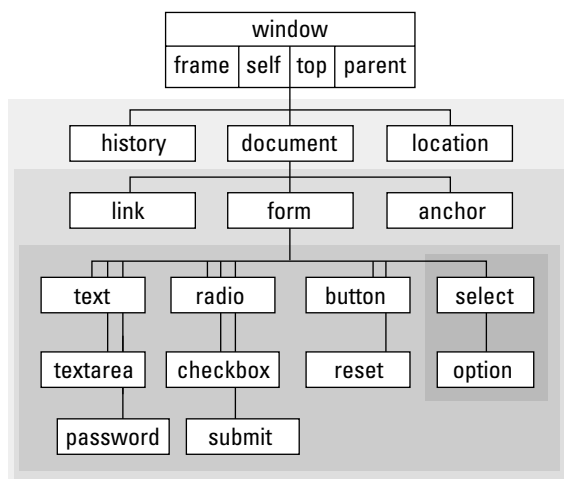 window
frame self top parent
history document location
link form anchor
text radio button select
textarea checkbox reset option
password submit